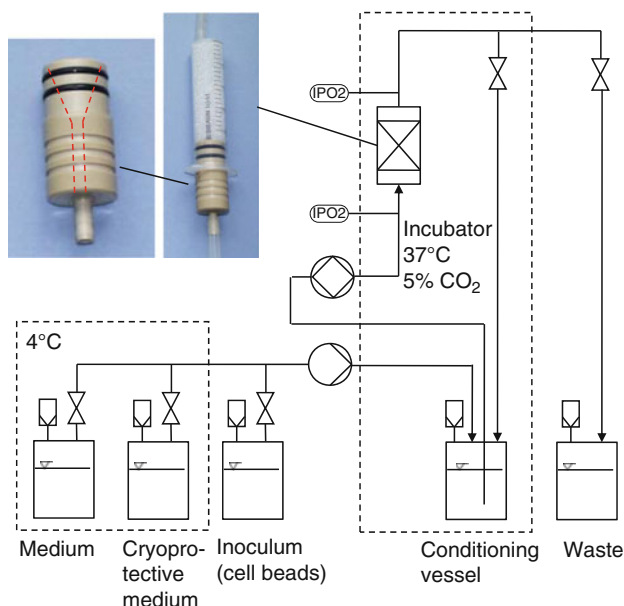 IPO2
IPO2
Incubator
37°C
5% CO₂
4°C
Medium
Cryopro-
tective
medium
Inoculum
(cell beads)
Conditioning
vessel
Waste